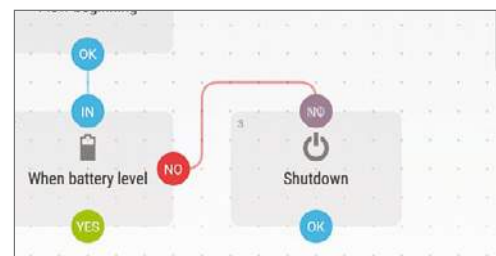 OK
IN
NO
When battery level
NO
3
Shutdown
YES
OK